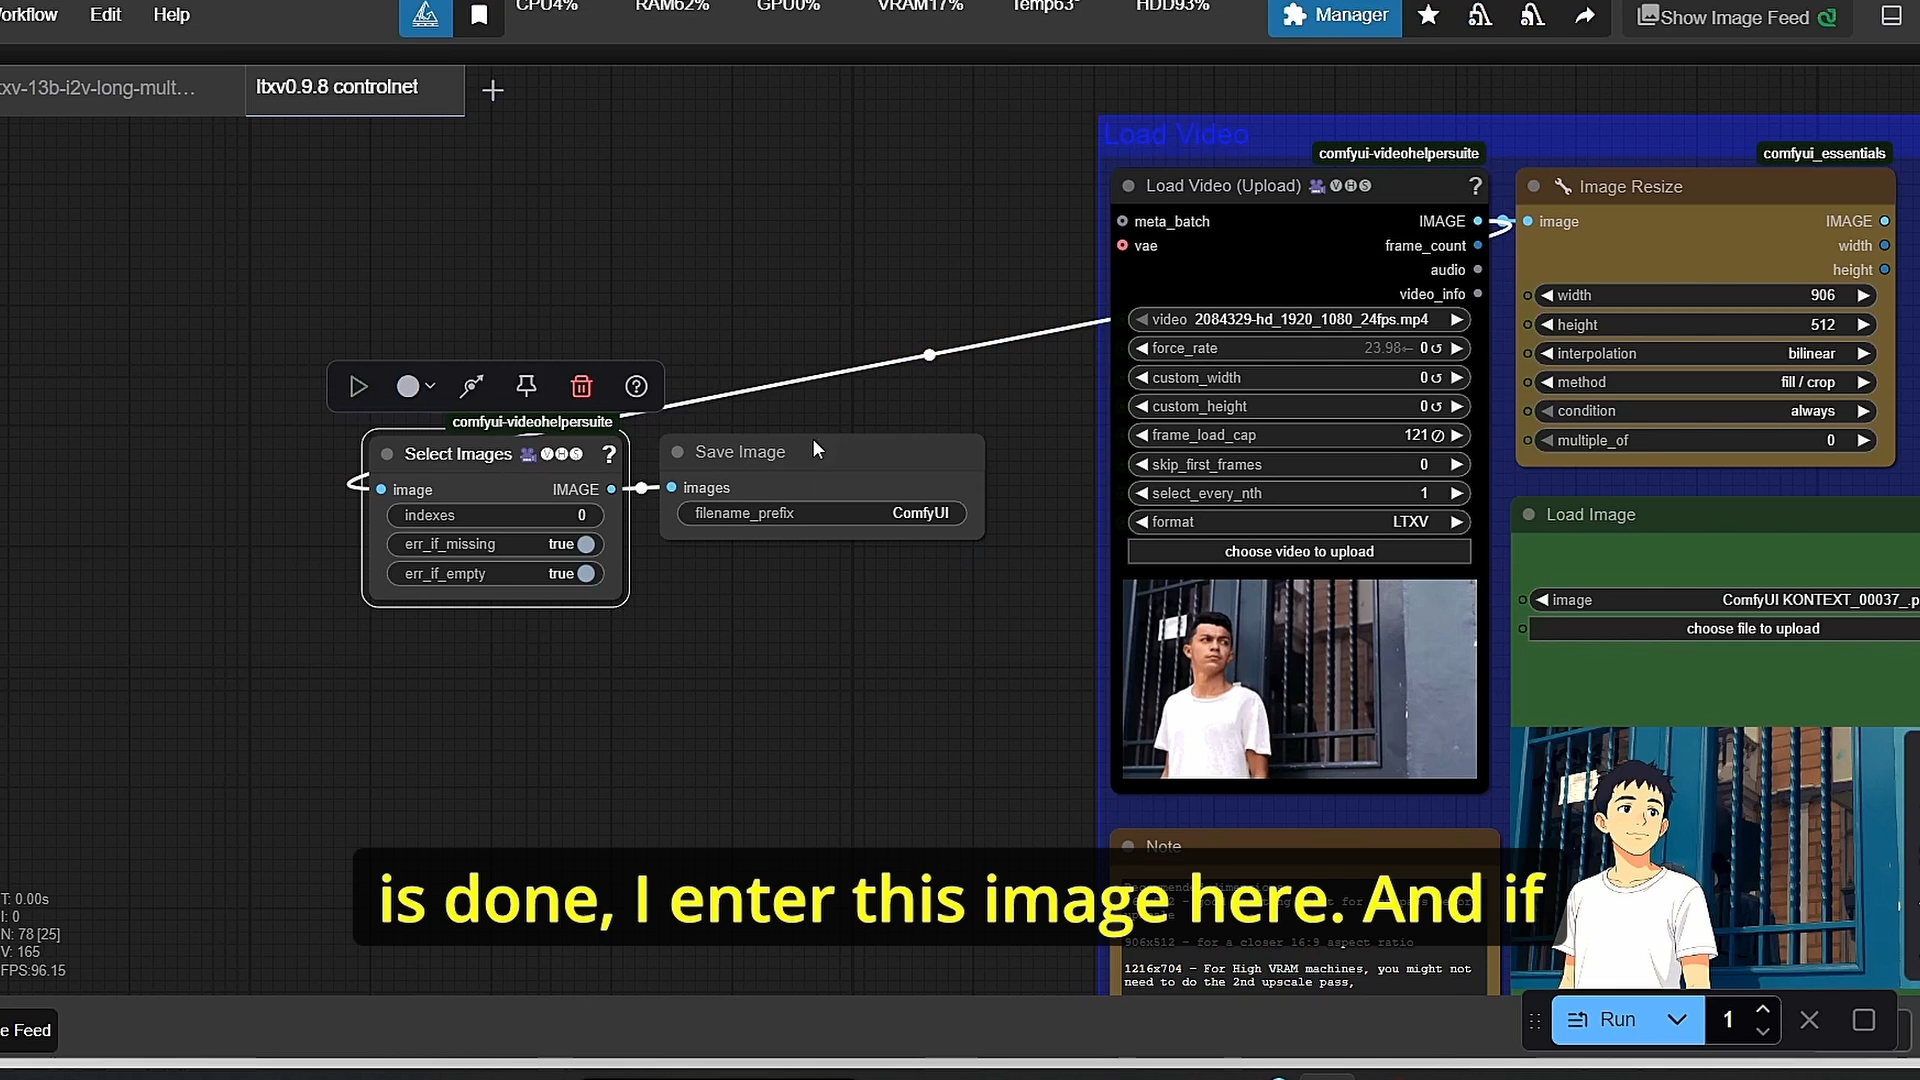 orkflow Edit Help
CPU4% RAM62% GPU0% VRAM17% Temp63° HDD93%
Manager
Show Image Feed
txv-13b-i2v-long-mult…
ltxv0.9.8 controlnet
+
Load Video
comfyui-videohelpersuite
comfyui_essentials
Load Video (Upload) VHS ?
meta_batch IMAGE
vae frame_count
audio
video_info
video 2084329-hd_1920_1080_24fps.mp4
force_rate 23.98← 0↺
custom_width 0↺
custom_height 0↺
frame_load_cap 121
skip_first_frames 0
select_every_nth 1
format LTXV
choose video to upload
Image Resize
image IMAGE
width
height
width 906
height 512
interpolation bilinear
method fill / crop
condition always
multiple_of 0
comfyui-videohelpersuite
Select Images VHS ?
image IMAGE
indexes 0
err_if_missing true
err_if_empty true
Save Image
images
filename_prefix ComfyUI
Load Image
image ComfyUI KONTEXT_00037_.p
choose file to upload
Note
906x512 – for a closer 16:9 aspect ratio
1216x704 – For High VRAM machines, you might not
need to do the 2nd upscale pass,
is done, I enter this image here. And if
T: 0.00s
I: 0
N: 78 [25]
V: 165
FPS:96.15
e Feed
Run 1